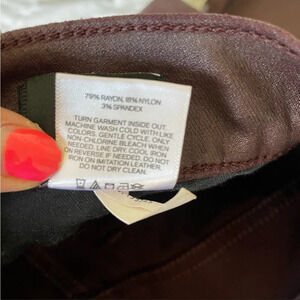 79% RAYON, 18% NYLON
3% SPANDEX
TURN GARMENT INSIDE OUT.
MACHINE WASH COLD WITH LIKE
COLORS. GENTLE CYCLE. ONLY
NON-CHLORINE BLEACH WHEN
NEEDED. LINE DRY. COOL IRON
ON REVERSE IF NEEDED. DO NOT
IRON ON IMITATION LEATHER.
DO NOT DRY CLEAN.